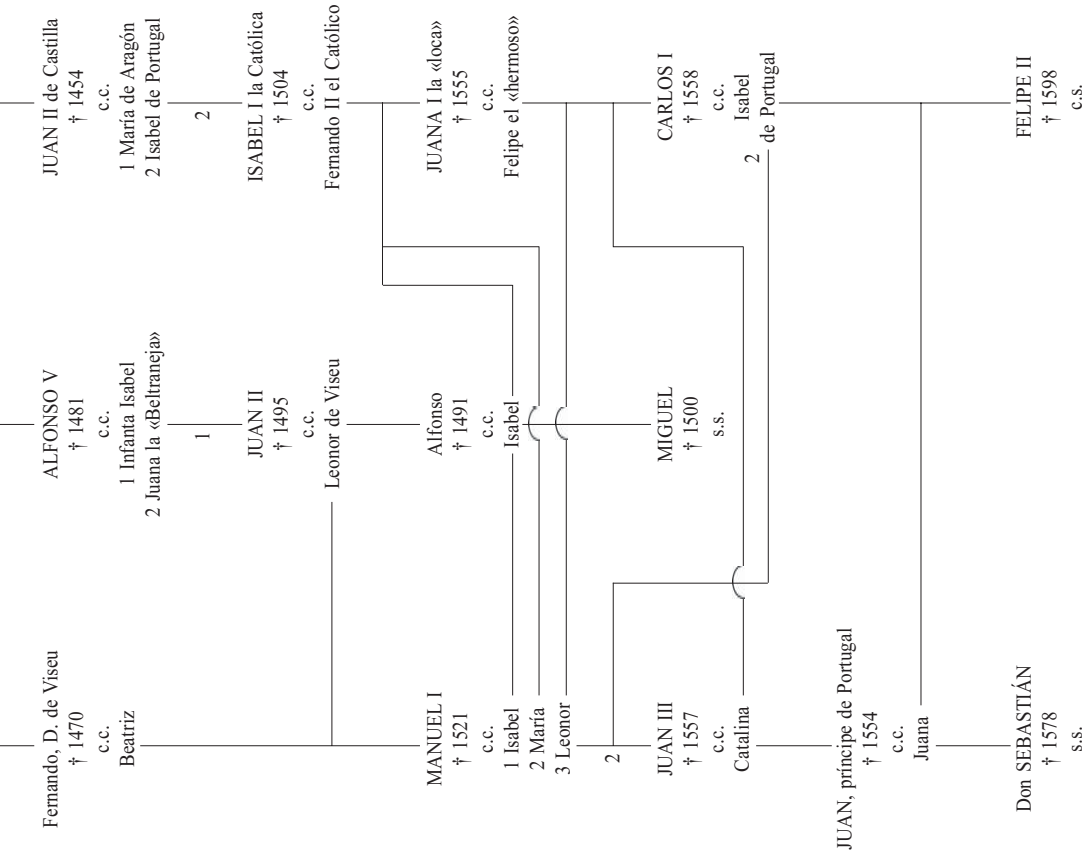 JUAN II de Castilla
† 1454
c.c.
1 María de Aragón
2 Isabel de Portugal
2
ISABEL I la Católica
† 1504
c.c.
Fernando II el Católico
JUANA I la «loca»
† 1555
c.c.
Felipe el «hermoso»
CARLOS I
† 1558
c.c.
Isabel
de Portugal
2
FELIPE II
† 1598
c.s.
ALFONSO V
† 1481
c.c.
1 Infanta Isabel
2 Juana la «Beltraneja»
1
JUAN II
† 1495
c.c.
Leonor de Viseu
Alfonso
† 1491
c.c.
Isabel
MIGUEL
† 1500
s.s.
Fernando, D. de Viseu
† 1470
c.c.
Beatriz
MANUEL I
† 1521
c.c.
1 Isabel
2 María
3 Leonor
2
JUAN III
† 1557
c.c.
Catalina
JUAN, príncipe de Portugal
† 1554
c.c.
Juana
Don SEBASTIÁN
† 1578
s.s.